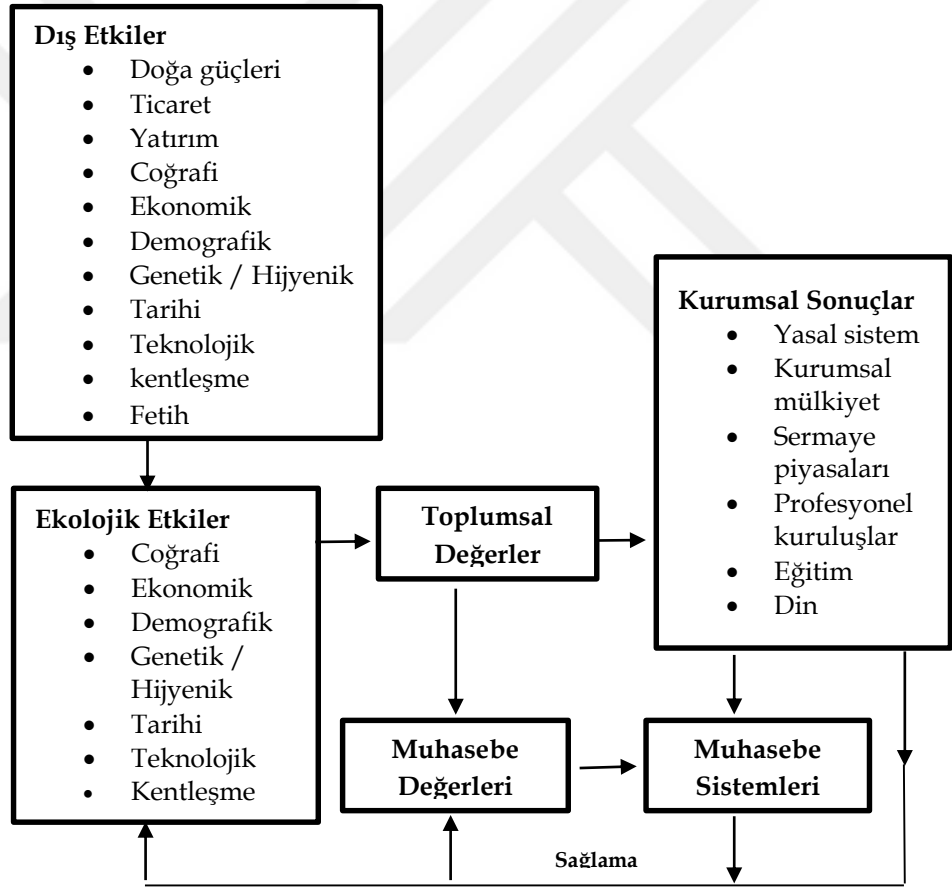 Dış Etkiler
• Doğa güçleri
• Ticaret
• Yatırım
• Coğrafi
• Ekonomik
• Demografik
• Genetik / Hijyenik
• Tarihi
• Teknolojik
• kentleşme
• Fetih
Ekolojik Etkiler
• Coğrafi
• Ekonomik
• Demografik
• Genetik /
Hijyenik
• Tarihi
• Teknolojik
• Kentleşme
Toplumsal
Değerler
Kurumsal Sonuçlar
• Yasal sistem
• Kurumsal
mülkiyet
• Sermaye
piyasaları
• Profesyonel
kuruluşlar
• Eğitim
• Din
Muhasebe
Değerleri
Muhasebe
Sistemleri
Sağlama